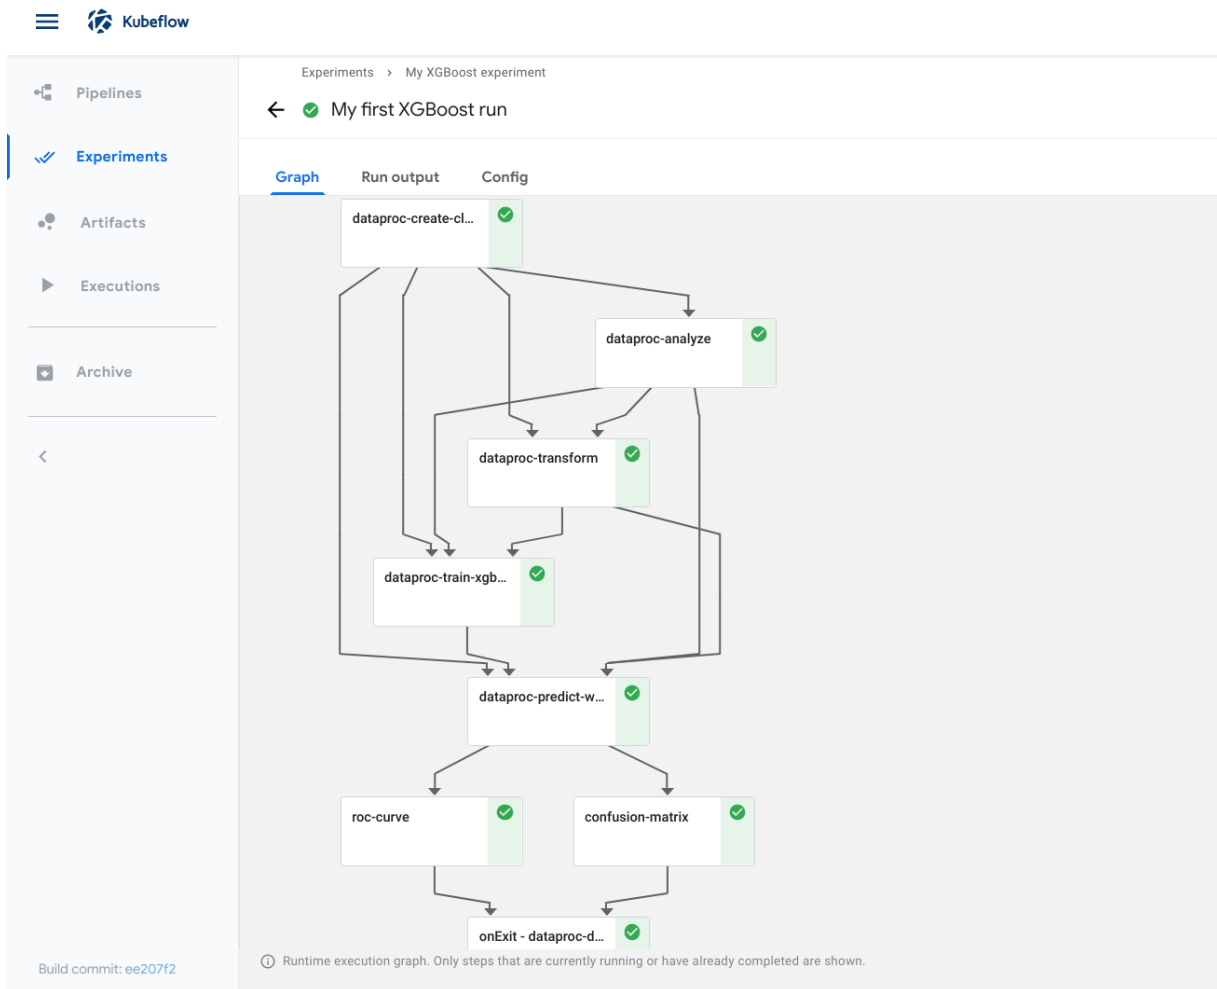 Kubeflow
Experiments › My XGBoost experiment
My first XGBoost run
Pipelines
Experiments
Artifacts
Executions
Archive
Graph Run output Config
dataproc-create-cl...
dataproc-analyze
dataproc-transform
dataproc-train-xgb...
dataproc-predict-w...
roc-curve
confusion-matrix
onExit - dataproc-d...
Runtime execution graph. Only steps that are currently running or have already completed are shown.
Build commit: ee207f2